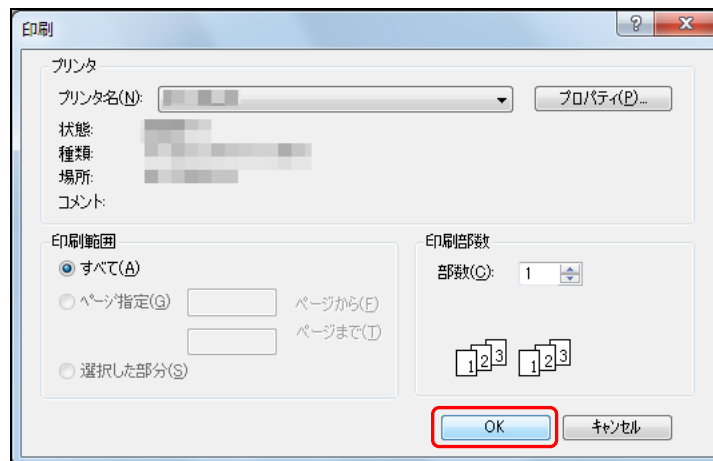 印刷
プリンタ
プリンタ名(N):
プロパティ(P)...
状態:
種類:
場所:
コメント:
印刷範囲
すべて(A)
ページ指定(G)
ページから(F)
ページまで(T)
選択した部分(S)
印刷部数
部数(C):
1
1 2 3 1 2 3
OK
キャンセル